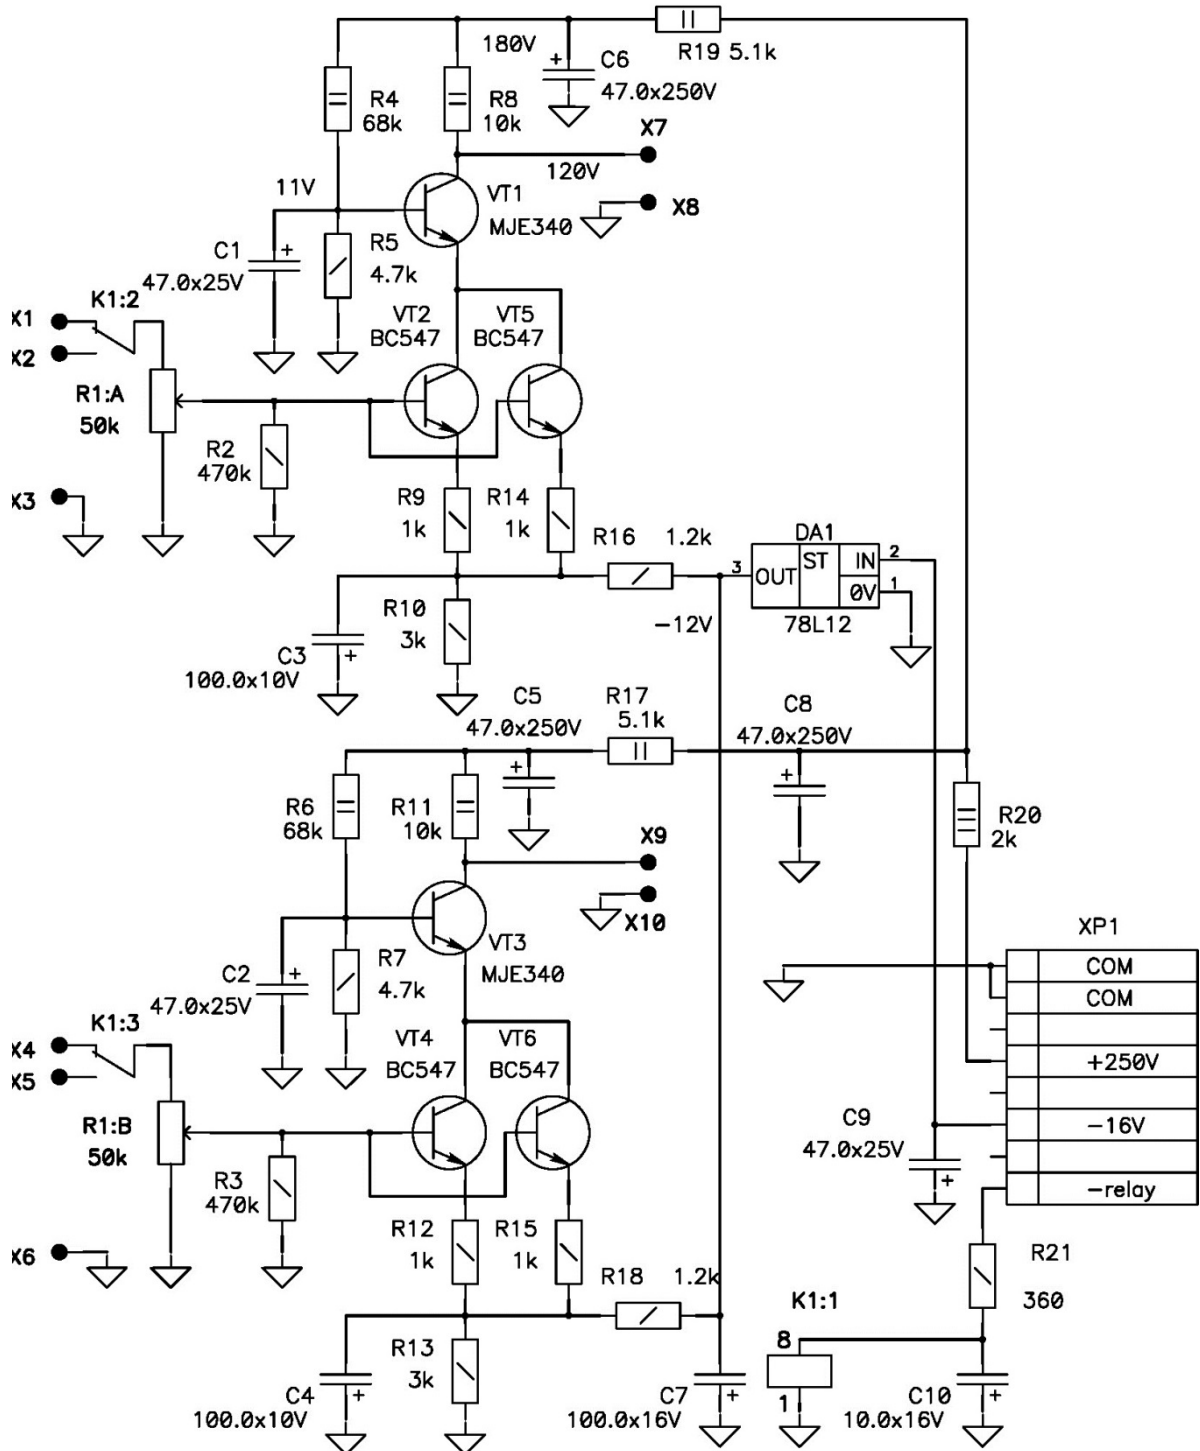 R19 5.1k
180V
C6
47.0x250V
R4
68k
R8
10k
X7
120V
11V
VT1
MJE340
X8
C1
47.0x25V
R5
4.7k
K1:2
X1
X2
VT2
BC547
VT5
BC547
R1:A
50k
R2
470k
X3
R9
1k
R14
1k
R16 1.2k
DA1
3 OUT ST IN 2
0V 1
78L12
-12V
R10
3k
C3
100.0x10V
C5
47.0x250V
R17
5.1k
C8
47.0x250V
R6
68k
R11
10k
R20
2k
X9
X10
VT3
MJE340
XP1
COM
COM
+250V
-16V
-relay
C2
47.0x25V
R7
4.7k
K1:3
X4
X5
VT4
BC547
VT6
BC547
R1:B
50k
C9
47.0x25V
R3
470k
X6
R12
1k
R15
1k
R18 1.2k
R21
360
K1:1
8
1
R13
3k
C4
100.0x10V
C7
100.0x16V
C10
10.0x16V